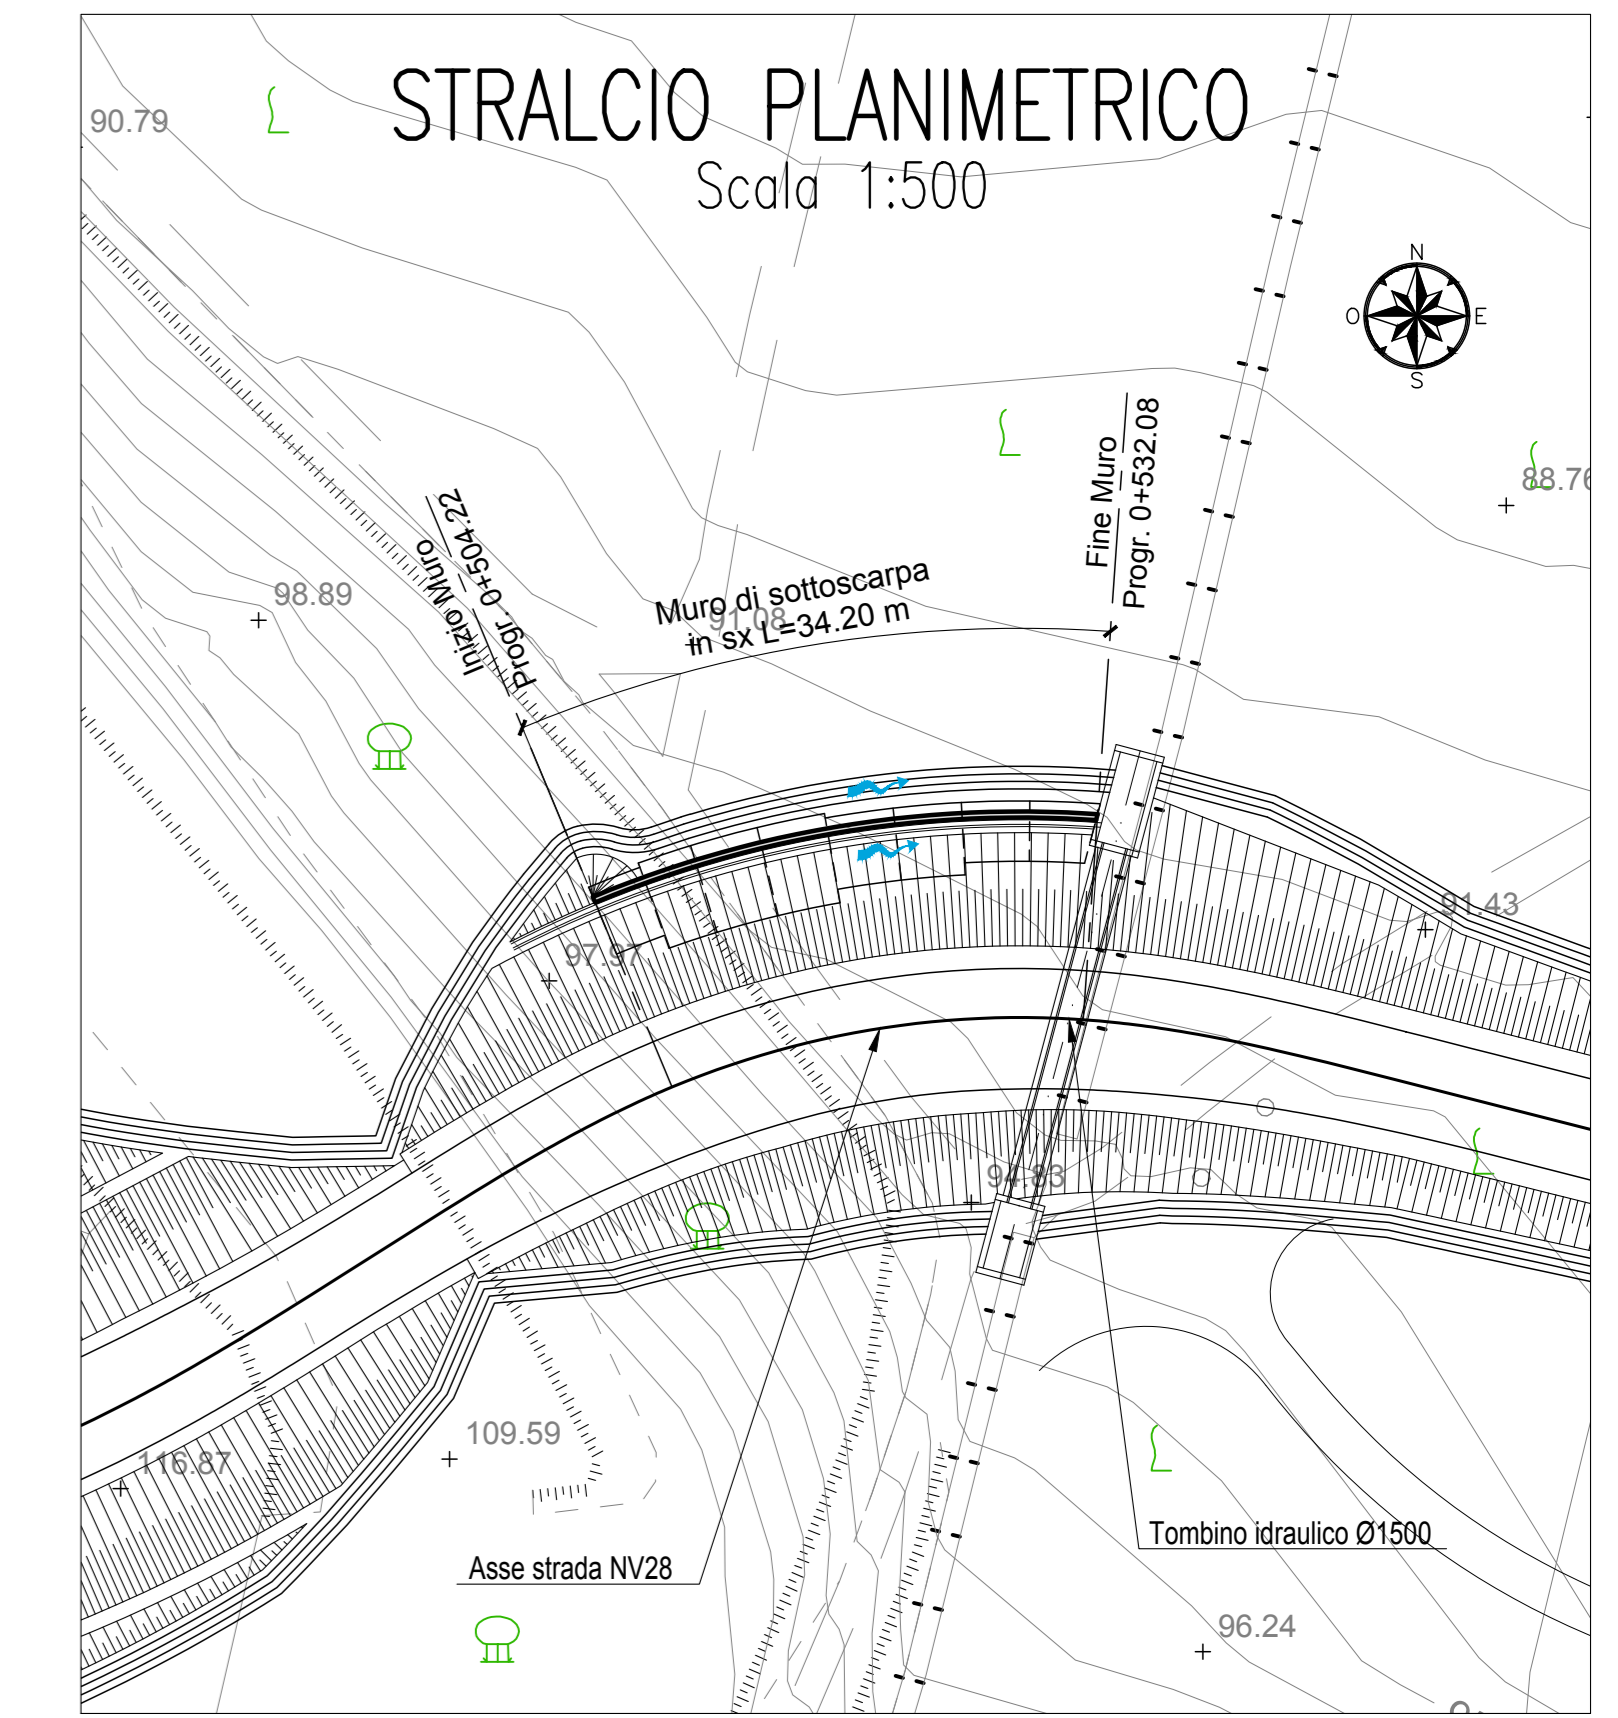 STRALCIO PLANIMETRICO
Scala 1:500
90.79
N
O
E
S
88.76
Inizio Muro
Progr. 0+504.22
Fine Muro
Progr. 0+532.08
98.89
Muro di sottoscarpa
in sx L=34.20 m
91.08
91.43
97.97
94.83
109.59
116.87
Tombino idraulico Ø1500
Asse strada NV28
96.24